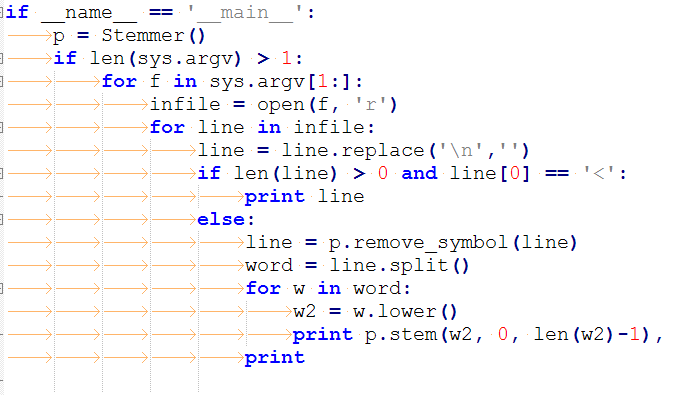 if __name__ == '__main__':
	p = Stemmer()
	if len(sys.argv) > 1:
		for f in sys.argv[1:]:
			infile = open(f, 'r')
			for line in infile:
				line = line.replace('\n','')
				if len(line) > 0 and line[0] == '<':
					print line
				else:
					line = p.remove_symbol(line)
					word = line.split()
					for w in word:
						w2 = w.lower()
						print p.stem(w2, 0, len(w2)-1),
					print